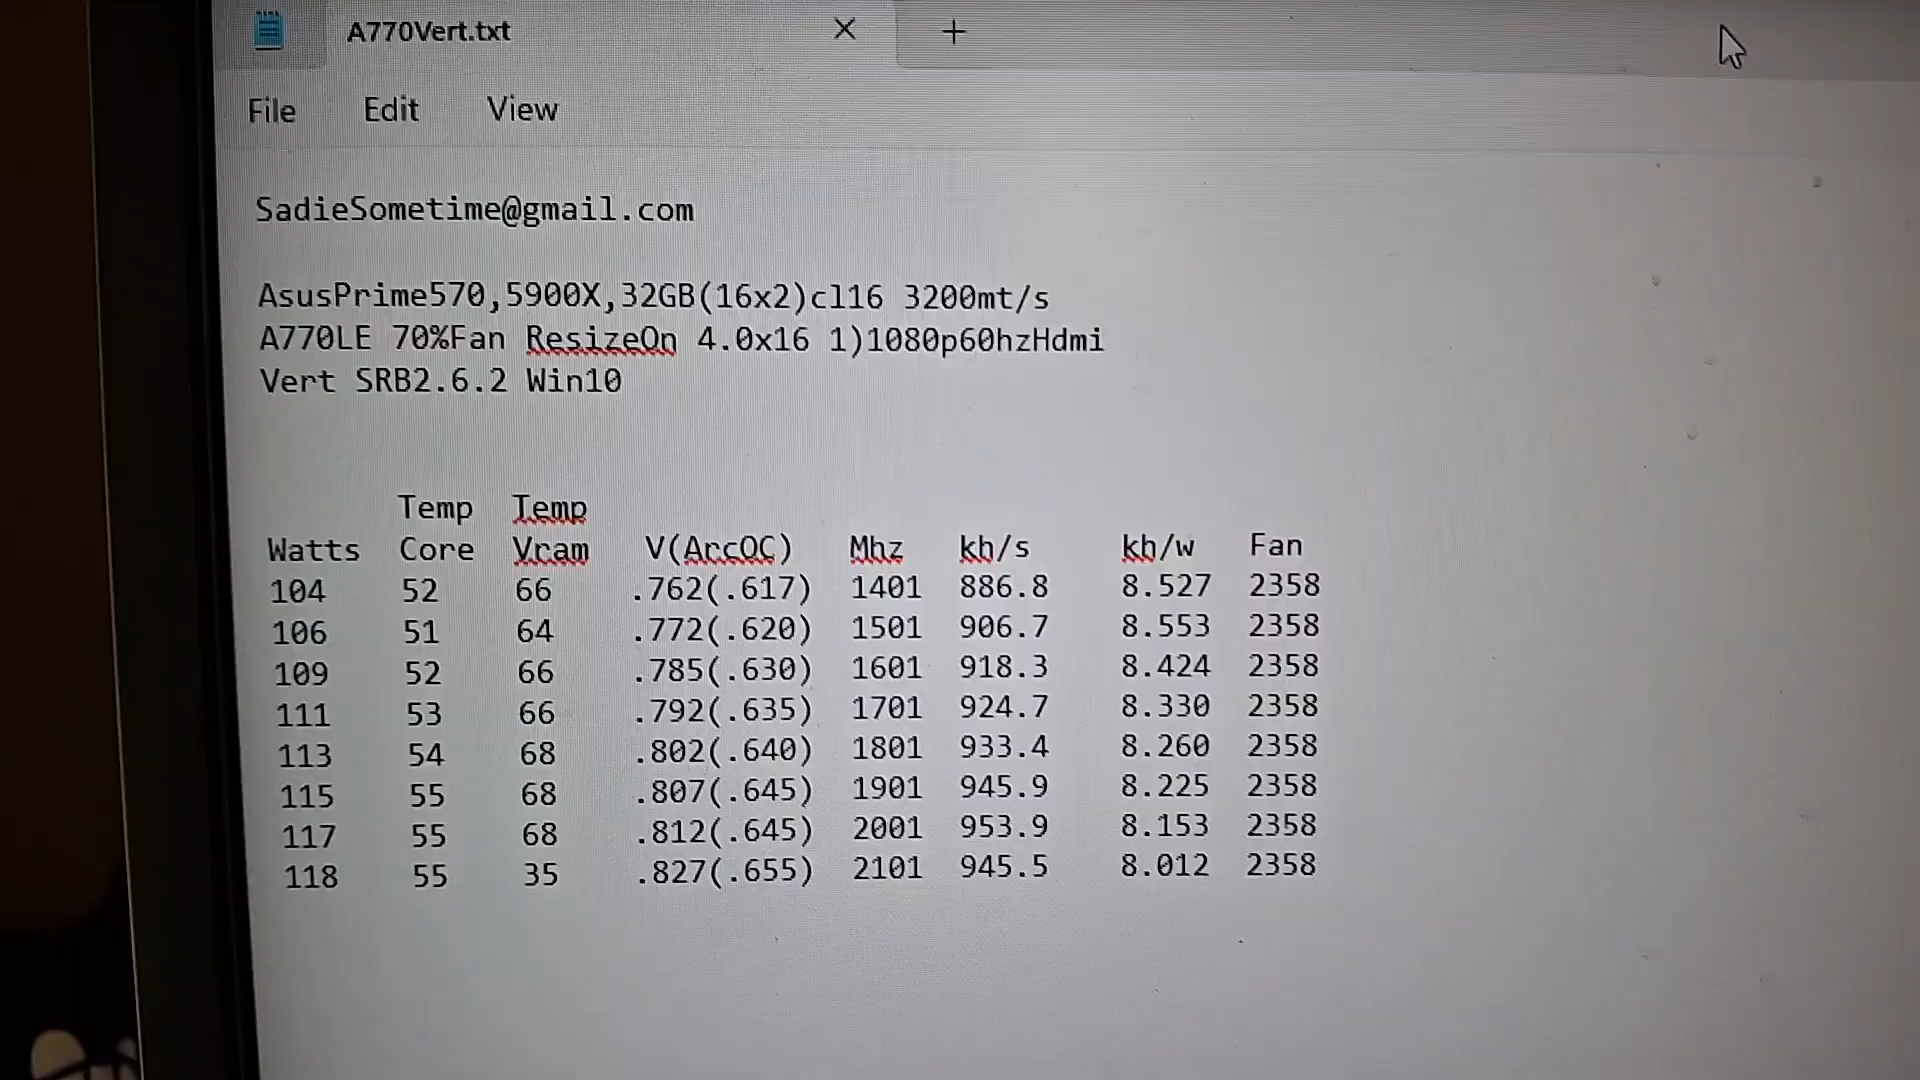 A770Vert.txt
File Edit View
SadieSometime@gmail.com
AsusPrime570,5900X,32GB(16x2)cl16 3200mt/s
A770LE 70%Fan ResizeOn 4.0x16 1)1080p60hzHdmi
Vert SRB2.6.2 Win10
Temp Temp
Watts Core Vram V(ArcOC) Mhz kh/s kh/w Fan
104 52 66 .762(.617) 1401 886.8 8.527 2358
106 51 64 .772(.620) 1501 906.7 8.553 2358
109 52 66 .785(.630) 1601 918.3 8.424 2358
111 53 66 .792(.635) 1701 924.7 8.330 2358
113 54 68 .802(.640) 1801 933.4 8.260 2358
115 55 68 .807(.645) 1901 945.9 8.225 2358
117 55 68 .812(.645) 2001 953.9 8.153 2358
118 55 35 .827(.655) 2101 945.5 8.012 2358